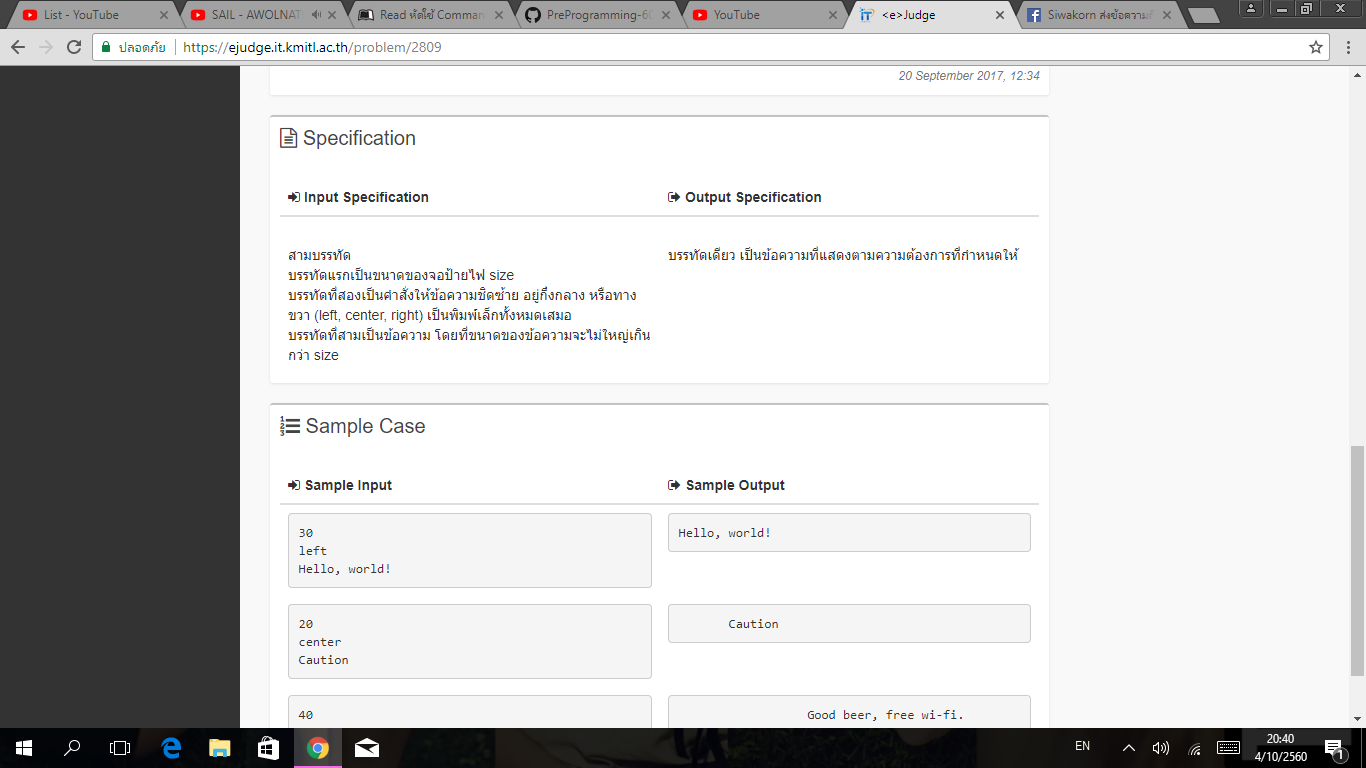 List - YouTube
SAIL - AWOLNAT
Read หัดใช้ Comman
PreProgramming-60
YouTube
<e>Judge
Siwakorn ส่งข้อความถึ
ปลอดภัย
https://ejudge.it.kmitl.ac.th/problem/2809
20 September 2017, 12:34
Specification
Input Specification
Output Specification
สามบรรทัด
บรรทัดแรกเป็นขนาดของจอป้ายไฟ size
บรรทัดที่สองเป็นคำสั่งให้ข้อความชิดซ้าย อยู่กึ่งกลาง หรือทาง
ขวา (left, center, right) เป็นพิมพ์เล็กทั้งหมดเสมอ
บรรทัดที่สามเป็นข้อความ โดยที่ขนาดของข้อความจะไม่ใหญ่เกิน
กว่า size
บรรทัดเดียว เป็นข้อความที่แสดงตามความต้องการที่กำหนดให้
Sample Case
Sample Input
Sample Output
30
left
Hello, world!
Hello, world!
20
center
Caution
Caution
40
Good beer, free wi-fi.
EN
20:40
4/10/2560
1